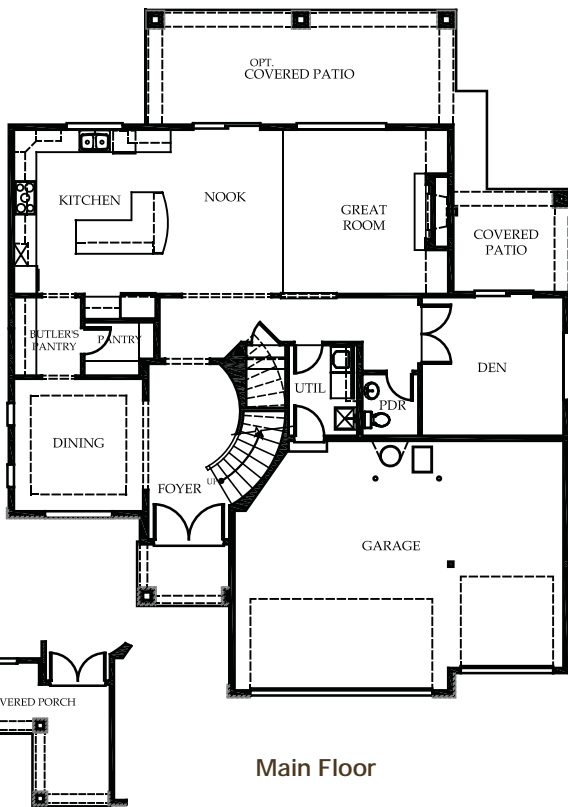 OPT.
COVERED PATIO
KITCHEN
NOOK
GREAT
ROOM
COVERED
PATIO
BUTLER'S
PANTRY
PANTRY
UTIL
PDR
DEN
DINING
FOYER
UP
GARAGE
VERED PORCH
Main Floor